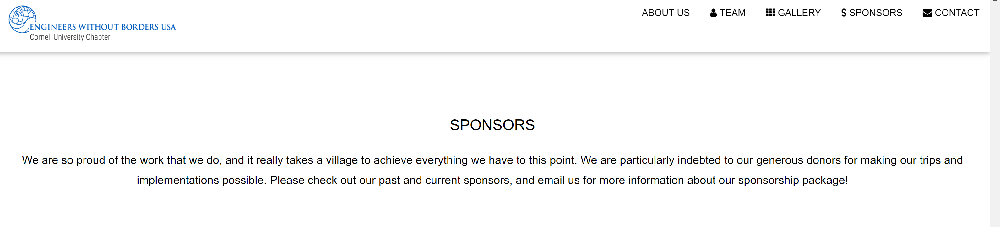 ENGINEERS WITHOUT BORDERS USA
Cornell University Chapter
ABOUT US TEAM GALLERY $ SPONSORS CONTACT
SPONSORS
We are so proud of the work that we do, and it really takes a village to achieve everything we have to this point. We are particularly indebted to our generous donors for making our trips and
implementations possible. Please check out our past and current sponsors, and email us for more information about our sponsorship package!